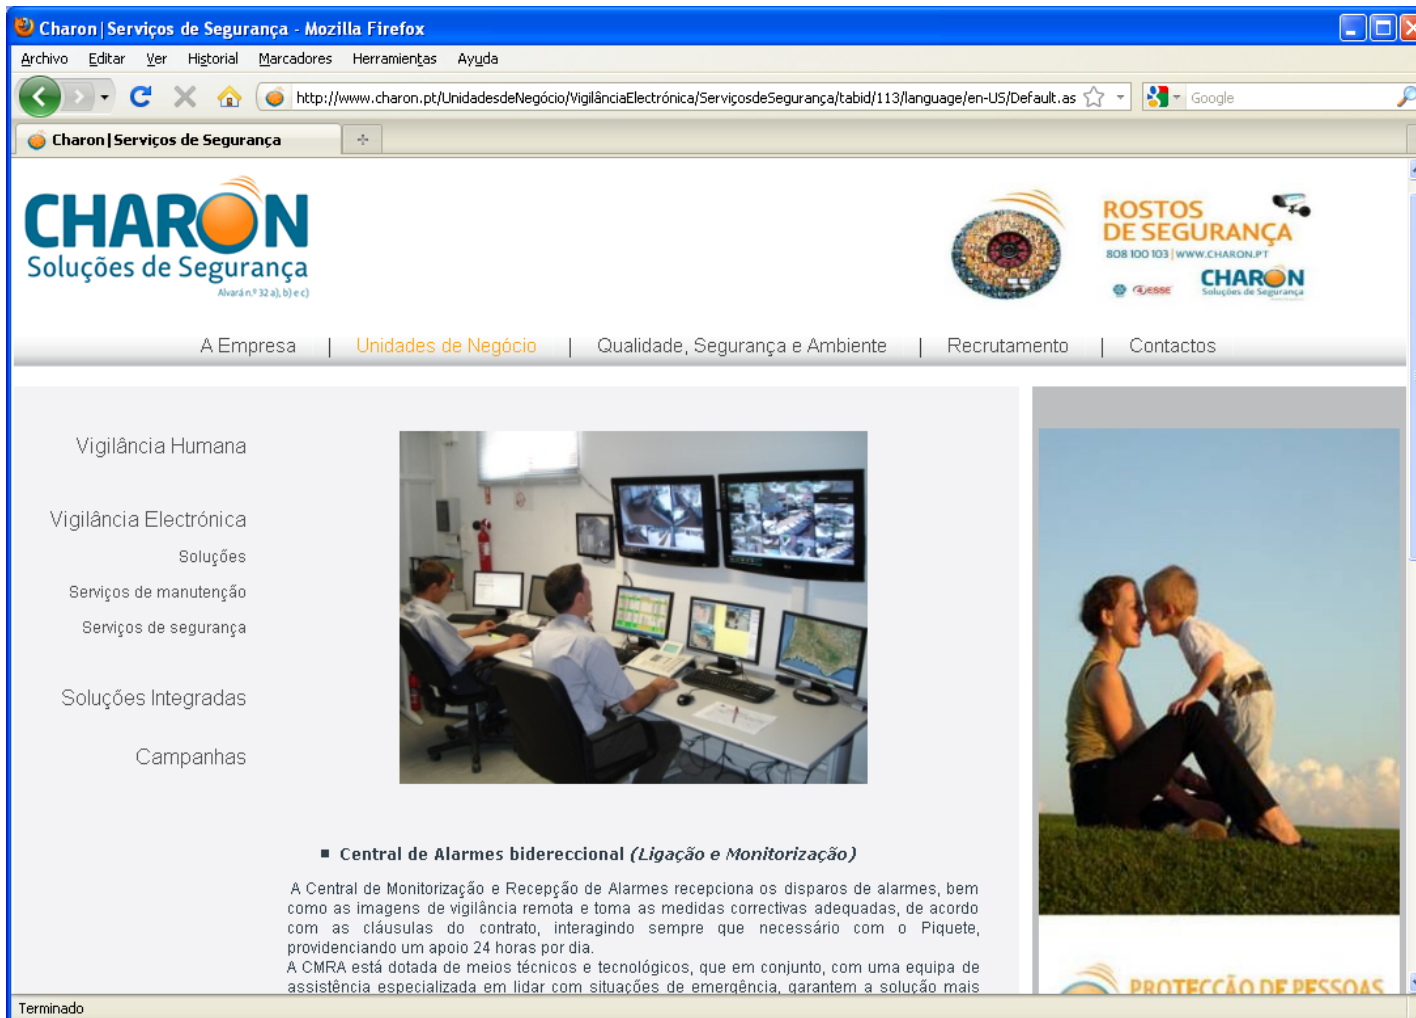 Charon | Serviços de Segurança - Mozilla Firefox
Archivo Editar Ver Historial Marcadores Herramientas Ayuda
http://www.charon.pt/UnidadesdeNegócio/VigilânciaElectrónica/ServiçosdeSegurança/tabid/113/language/en-US/Default.as
Google
Charon | Serviços de Segurança
CHARON
Soluções de Segurança
Alvará n.º 32 a), b) e c)
ROSTOS
DE SEGURANÇA
808 100 103 | WWW.CHARON.PT
4 ESSE
CHARON
Soluções de Segurança
A Empresa | Unidades de Negócio | Qualidade, Segurança e Ambiente | Recrutamento | Contactos
Vigilância Humana
Vigilância Electrónica
Soluções
Serviços de manutenção
Serviços de segurança
Soluções Integradas
Campanhas
Central de Alarmes bidereccional (Ligação e Monitorização)
A Central de Monitorização e Recepção de Alarmes recepciona os disparos de alarmes, bem
como as imagens de vigilância remota e toma as medidas correctivas adequadas, de acordo
com as cláusulas do contrato, interagindo sempre que necessário com o Piquete,
providenciando um apoio 24 horas por dia.
A CMRA está dotada de meios técnicos e tecnológicos, que em conjunto, com uma equipa de
assistência especializada em lidar com situações de emergência, garantem a solução mais
PROTECÇÃO DE PESSOAS
Terminado